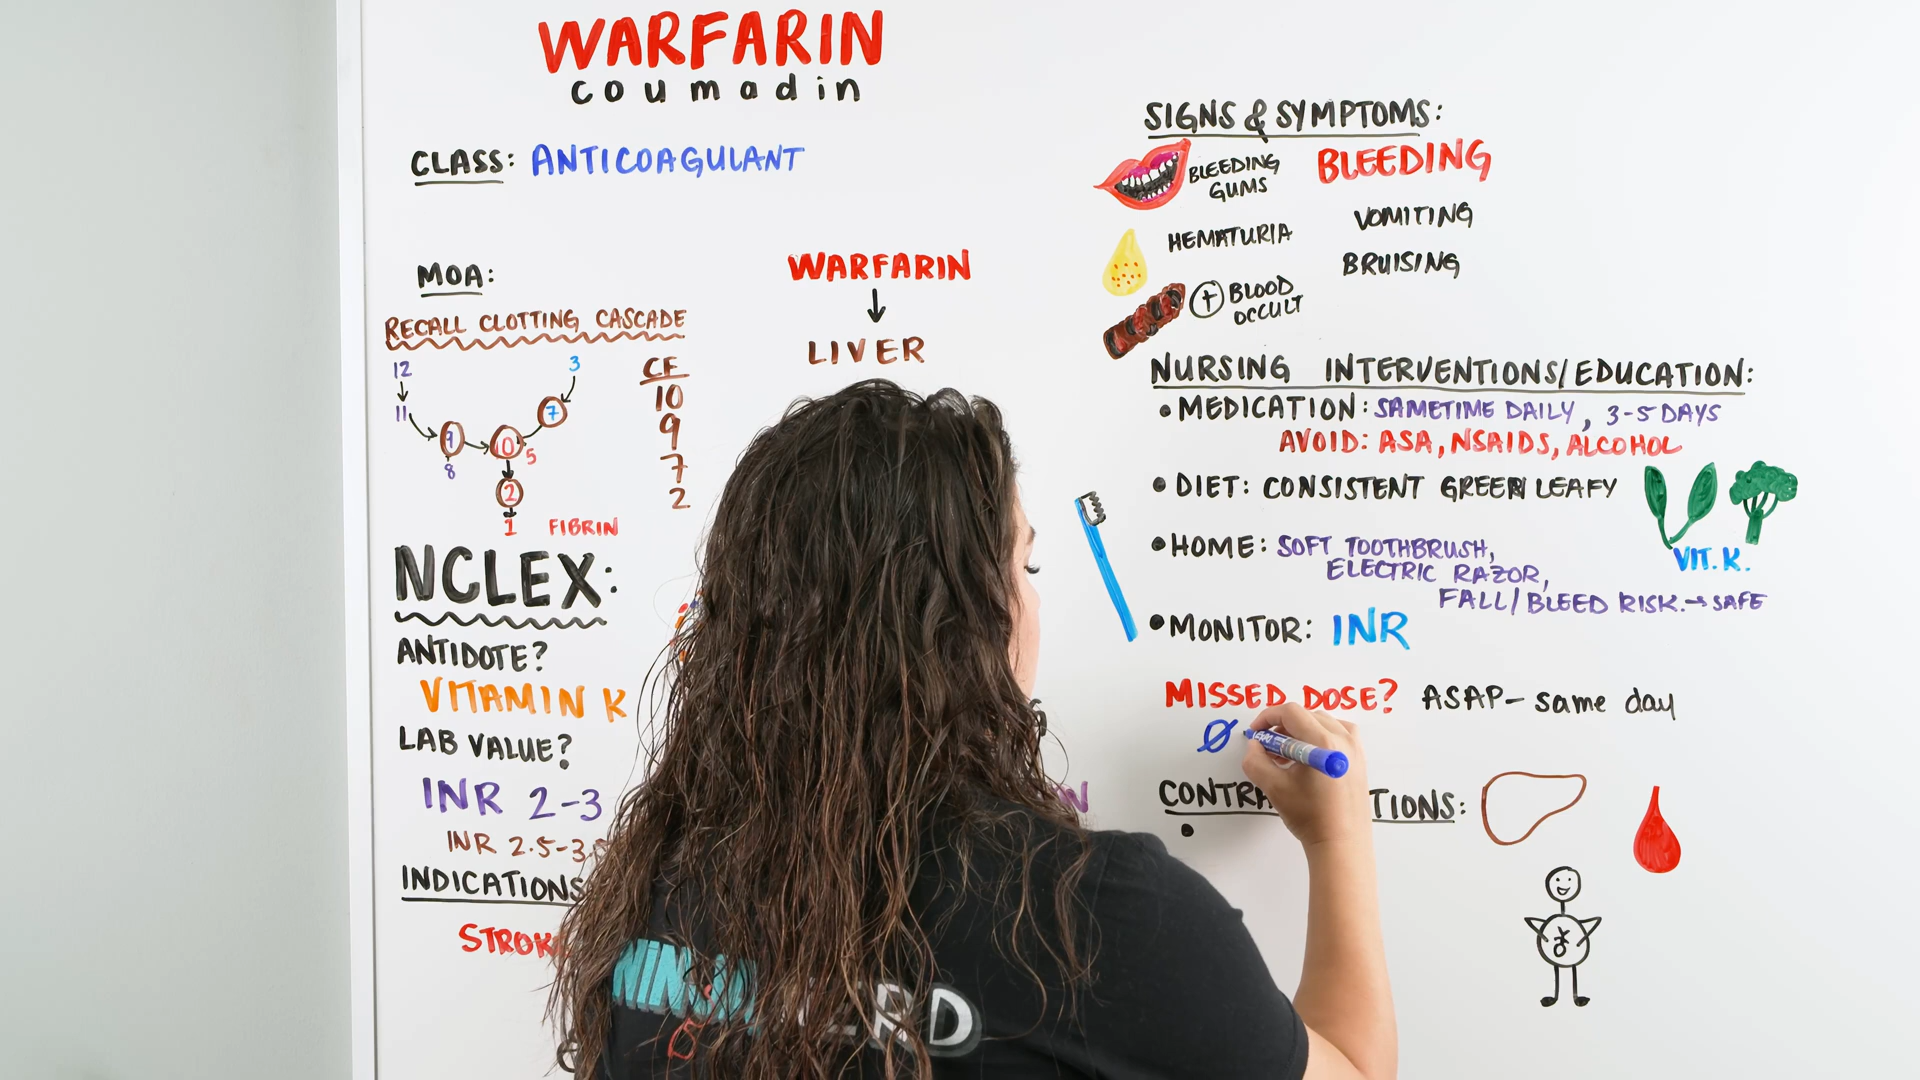 WARFARIN
coumadin
CLASS: ANTICOAGULANT
MOA:
RECALL CLOTTING CASCADE
12
3
11
7
9
10
8
5
2
1 FIBRIN
CF
10
9
7
2
WARFARIN
LIVER
NCLEX:
ANTIDOTE?
VITAMIN K
LAB VALUE?
INR 2-3
INR 2.5-3.
INDICATIONS
SIGNS & SYMPTOMS:
BLEEDING GUMS
BLEEDING
HEMATURIA
VOMITING
BRUISING
+ BLOOD OCCULT
NURSING INTERVENTIONS/EDUCATION:
• MEDICATION: SAMETIME DAILY, 3-5 DAYS
AVOID: ASA, NSAIDS, ALCOHOL
• DIET: CONSISTENT GREEN LEAFY
VIT. K.
• HOME: SOFT TOOTHBRUSH,
ELECTRIC RAZOR,
FALL/BLEED RISK.→SAFE
• MONITOR: INR
MISSED DOSE? ASAP- same day
Ø